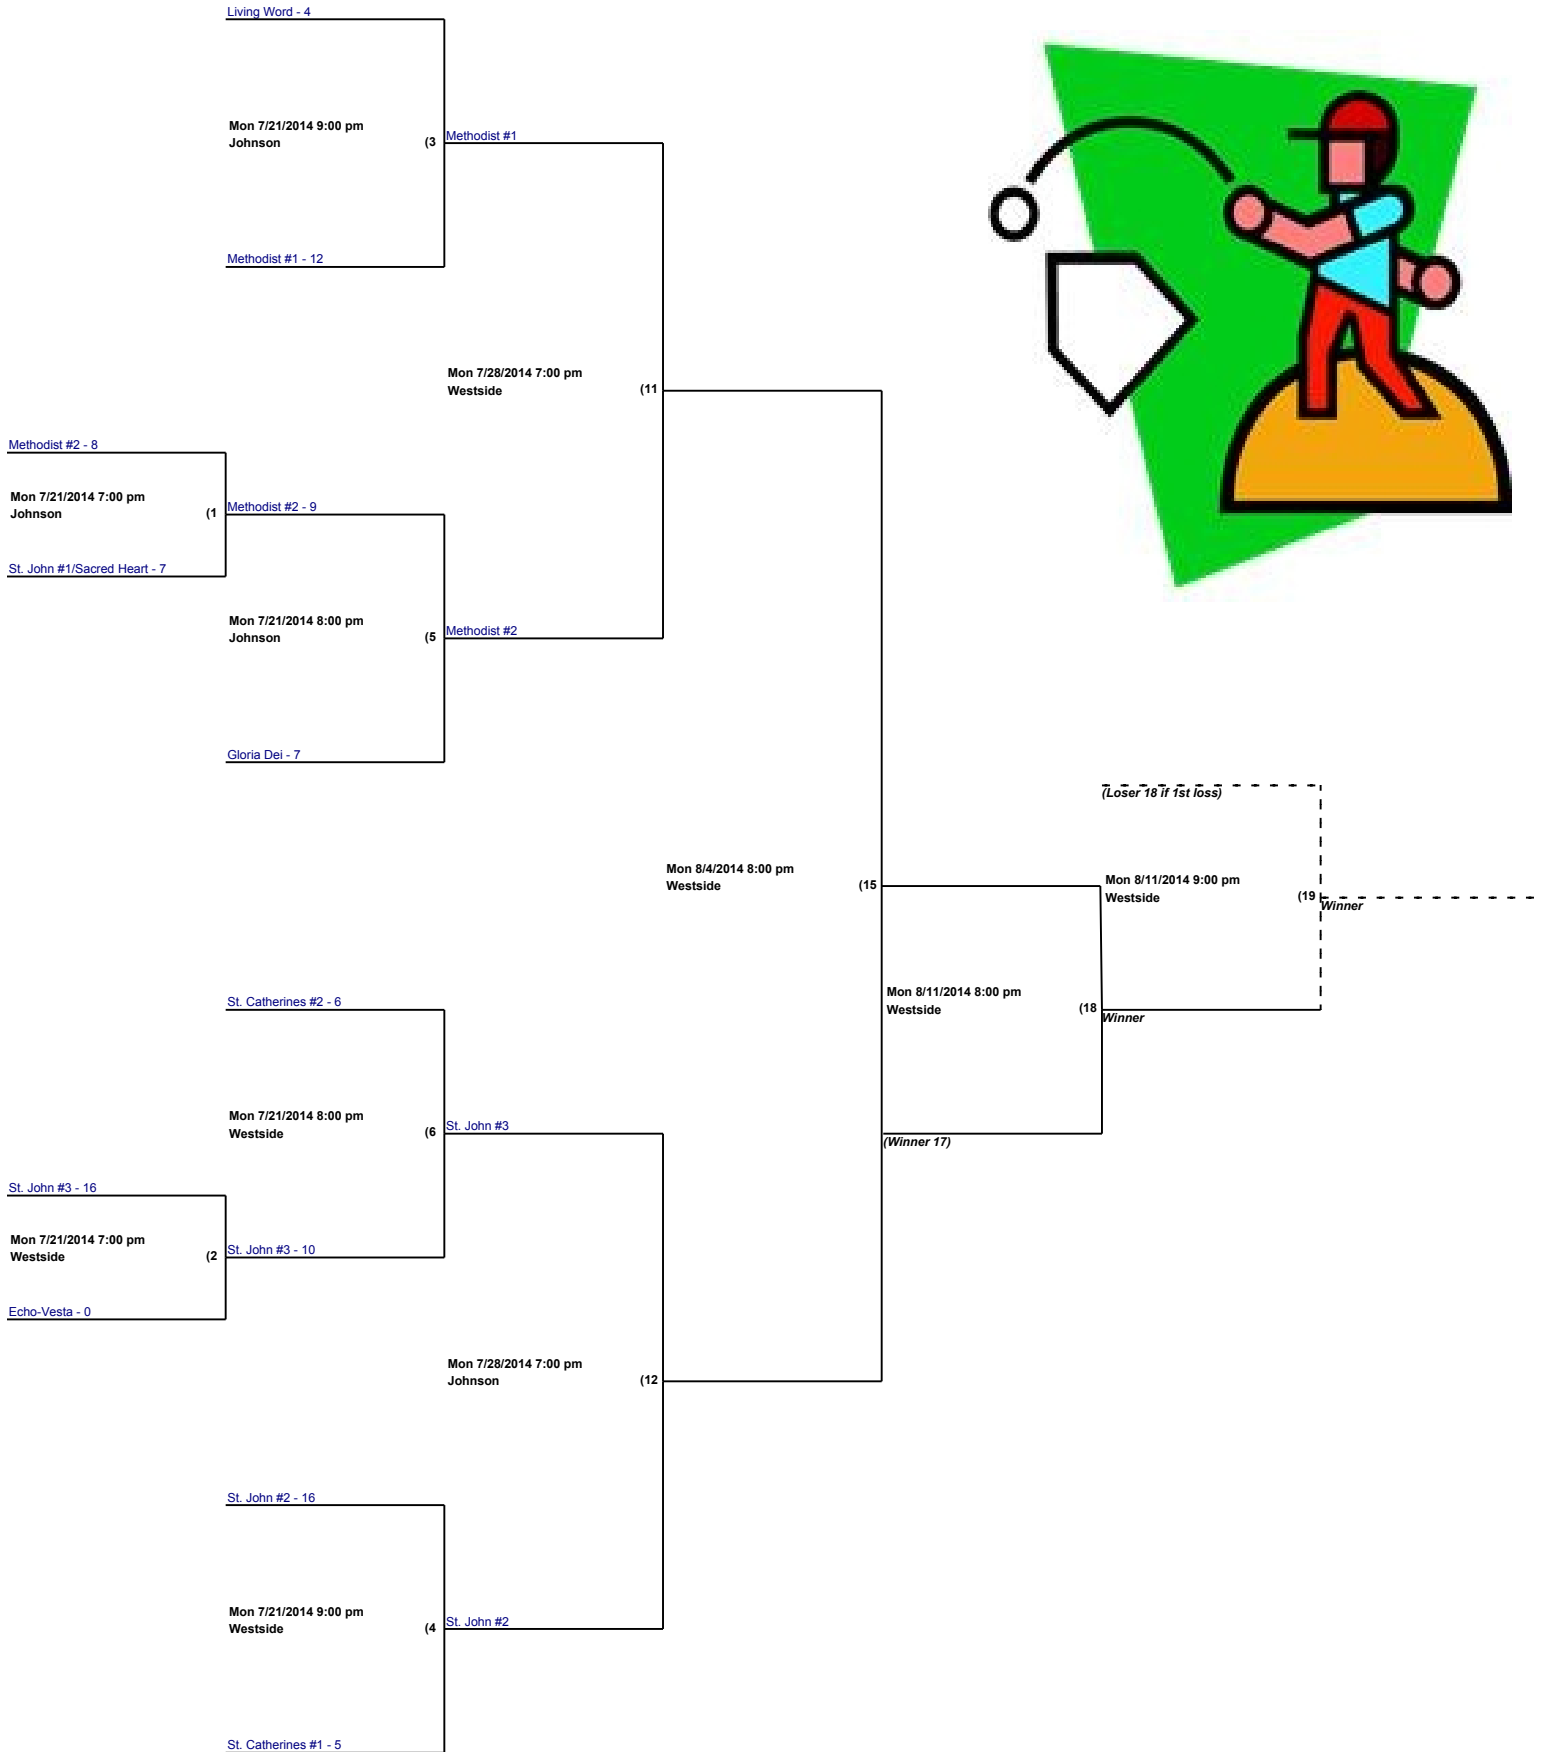 Living Word - 4
Mon 7/21/2014 9:00 pm
Johnson
(3
Methodist #1
Methodist #1 - 12
Mon 7/28/2014 7:00 pm
Westside
(11
Methodist #2 - 8
Mon 7/21/2014 7:00 pm
Johnson
(1
Methodist #2 - 9
St. John #1/Sacred Heart - 7
Mon 7/21/2014 8:00 pm
Johnson
(5
Methodist #2
Gloria Dei - 7
(Loser 18 if 1st loss)
Mon 8/4/2014 8:00 pm
Westside
(15
Mon 8/11/2014 9:00 pm
Westside
(19
Winner
St. Catherines #2 - 6
Mon 8/11/2014 8:00 pm
Westside
(18
Winner
Mon 7/21/2014 8:00 pm
Westside
(6
St. John #3
(Winner 17)
St. John #3 - 16
Mon 7/21/2014 7:00 pm
Westside
(2
St. John #3 - 10
Echo-Vesta - 0
Mon 7/28/2014 7:00 pm
Johnson
(12
St. John #2 - 16
Mon 7/21/2014 9:00 pm
Westside
(4
St. John #2
St. Catherines #1 - 5